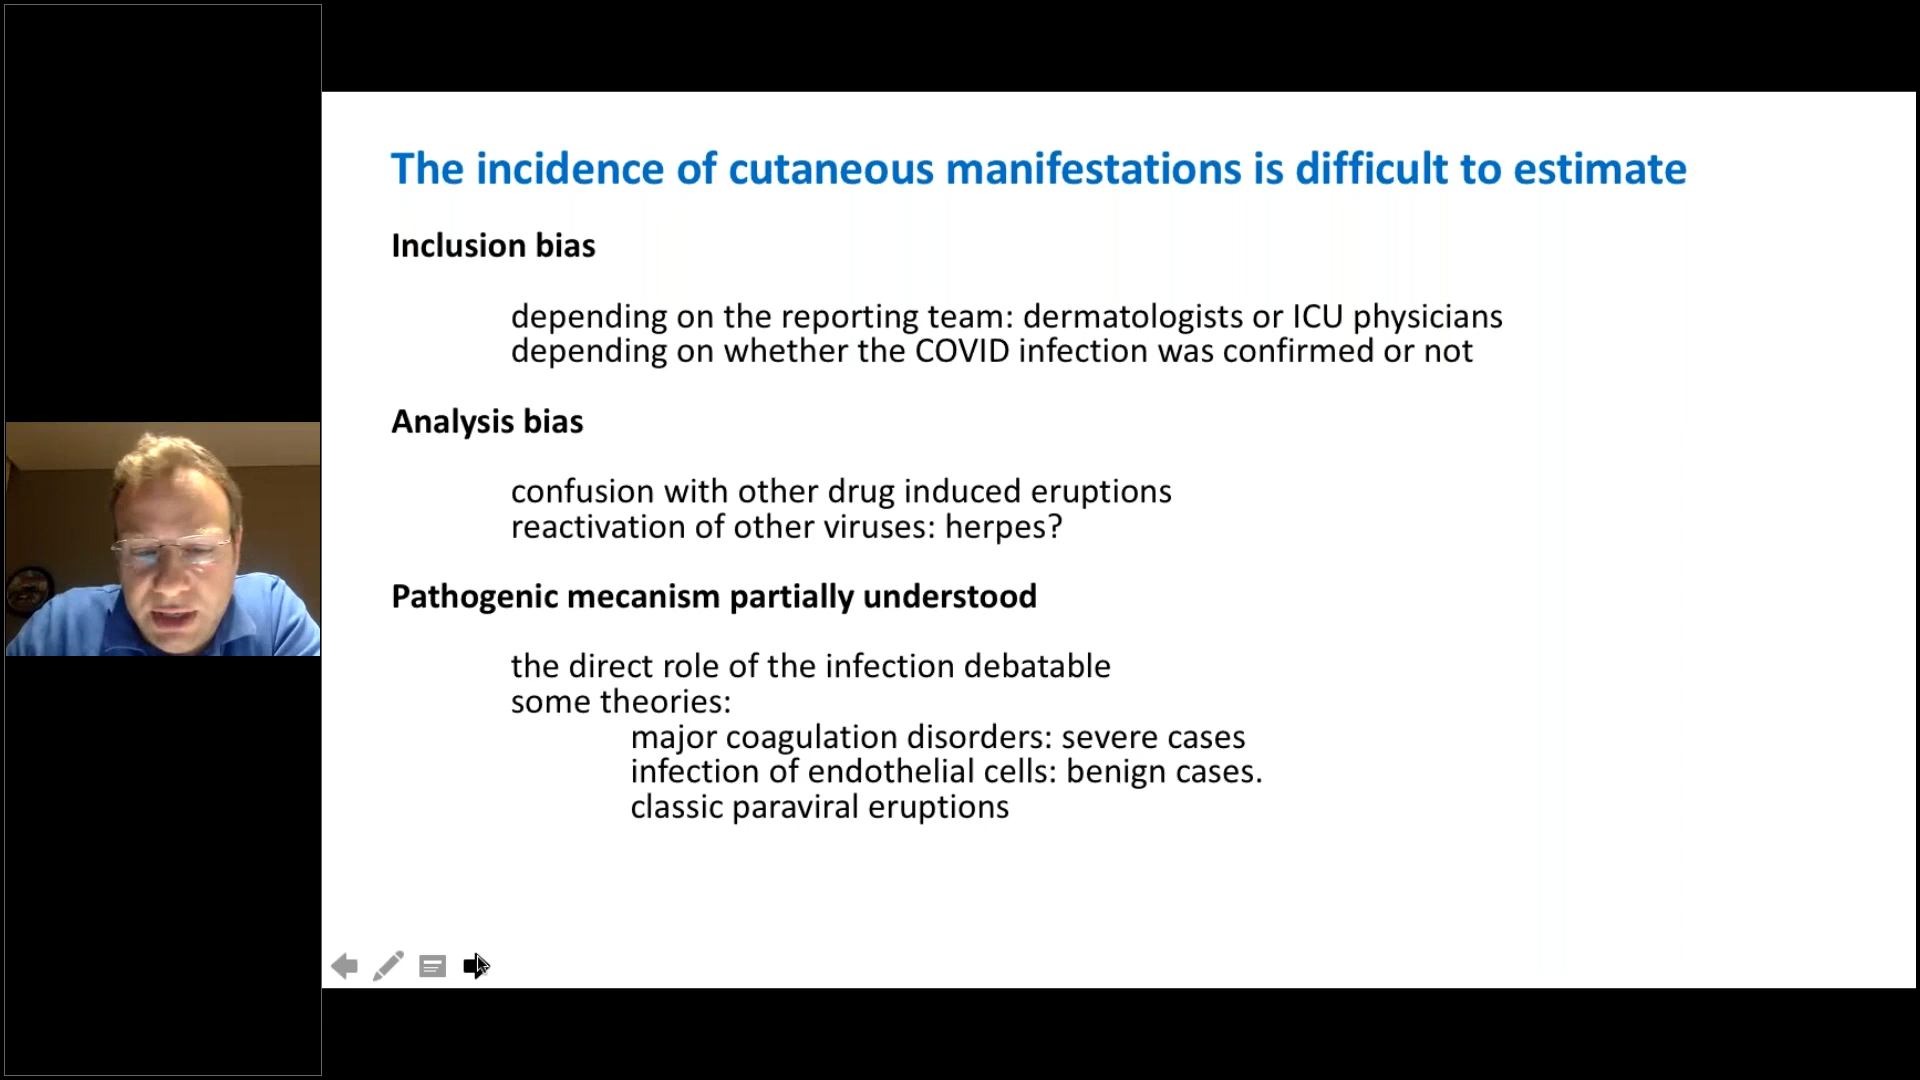 The incidence of cutaneous manifestations is difficult to estimate
Inclusion bias
depending on the reporting team: dermatologists or ICU physicians
depending on whether the COVID infection was confirmed or not
Analysis bias
confusion with other drug induced eruptions
reactivation of other viruses: herpes?
Pathogenic mecanism partially understood
the direct role of the infection debatable
some theories:
major coagulation disorders: severe cases
infection of endothelial cells: benign cases.
classic paraviral eruptions